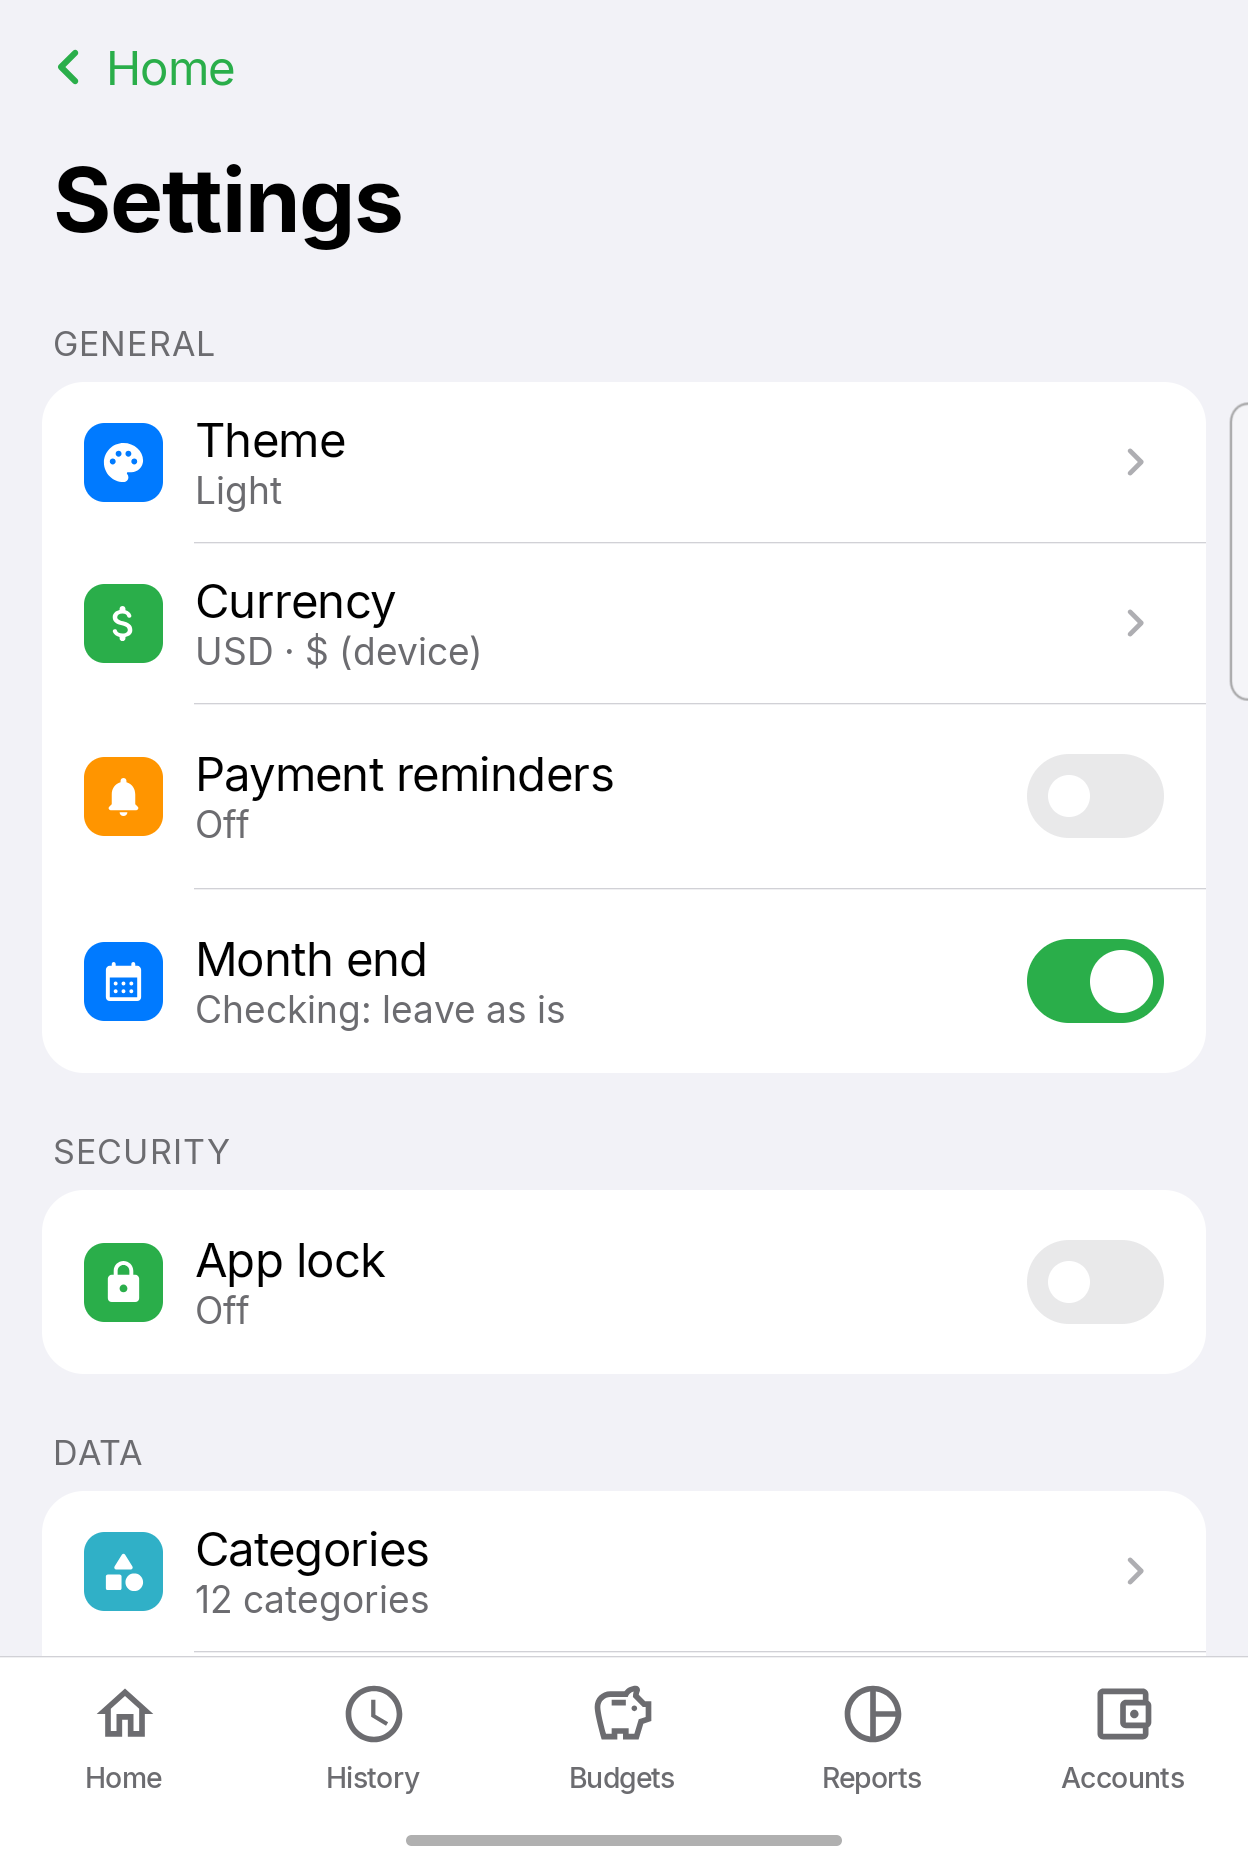 Home
Settings
GENERAL
Theme
Light
Currency
USD · $ (device)
Payment reminders
Off
Month end
Checking: leave as is
SECURITY
App lock
Off
DATA
Categories
12 categories
Home
History
Budgets
Reports
Accounts